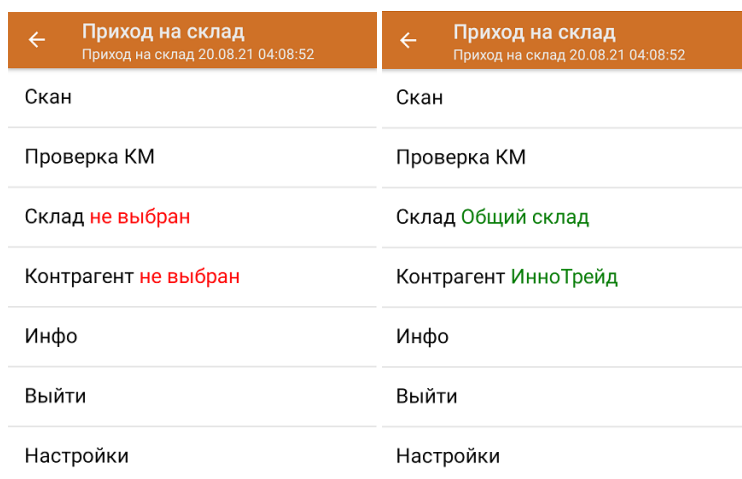 Приход на склад
Приход на склад 20.08.21 04:08:52
Скан
Проверка КМ
Склад не выбран
Контрагент не выбран
Инфо
Выйти
Настройки
Приход на склад
Приход на склад 20.08.21 04:08:52
Скан
Проверка КМ
Склад Общий склад
Контрагент ИнноТрейд
Инфо
Выйти
Настройки